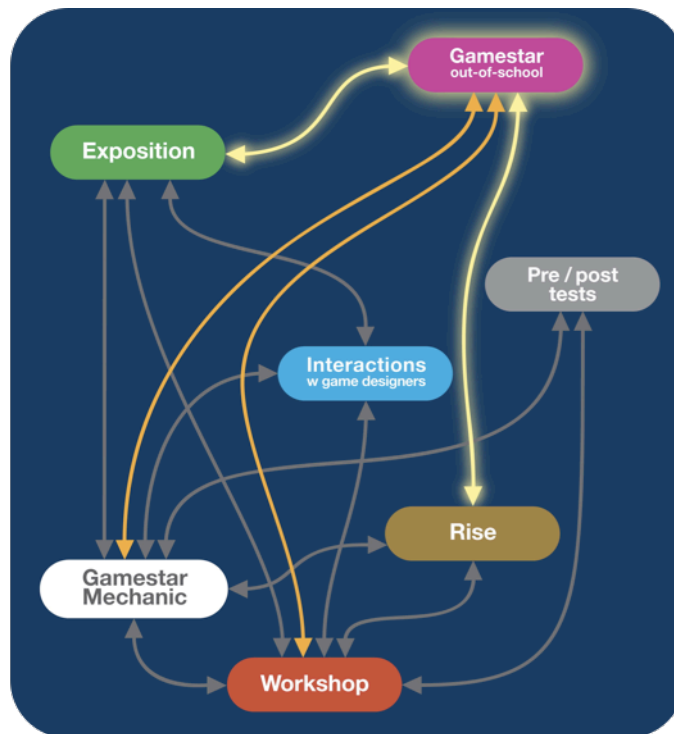 Gamestar
out-of-school
Exposition
Pre / post
tests
Interactions
w game designers
Rise
Gamestar
Mechanic
Workshop